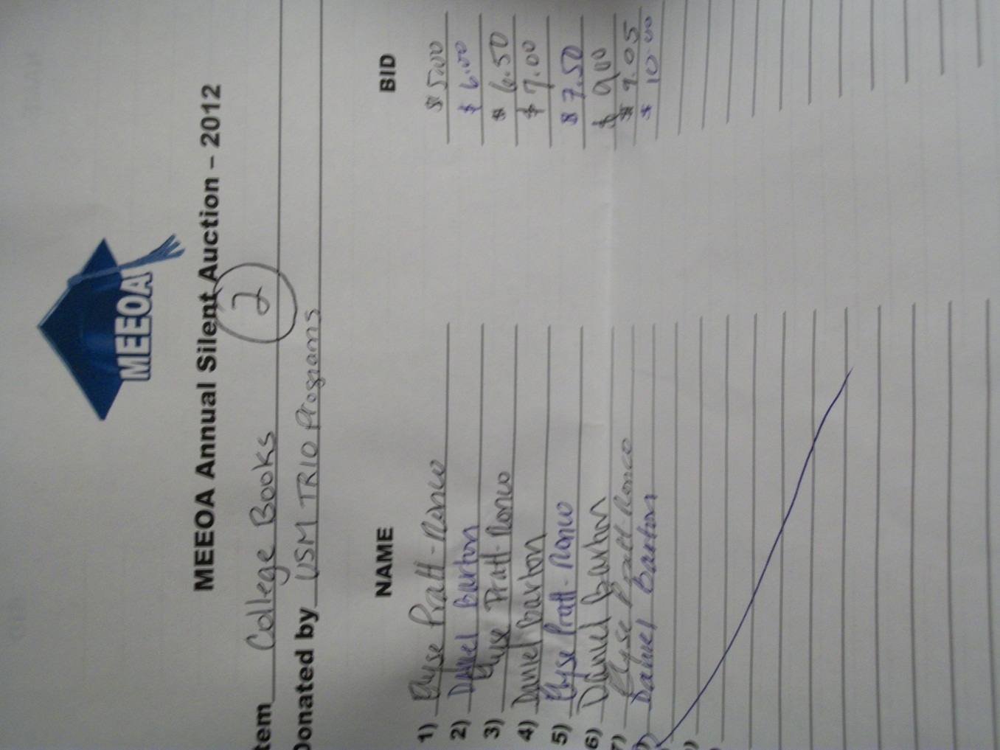 MEEOA
MEEOA Annual Silent Auction – 2012
tem College Books 2
Donated by USM TRIO Programs
NAME BID
1) Elyse Pratt-Ronco $ 5.00
2) Daniel Barton $ 6.00
3) Elyse Pratt-Ronco $ 6.50
4) Daniel Barton $ 7.00
5) Elyse Pratt-Ronco $ 7.50
6) Daniel Barton $ 9.00
7) Elyse Pratt-Ronco $ 9.05
Daniel Barton $ 10.00